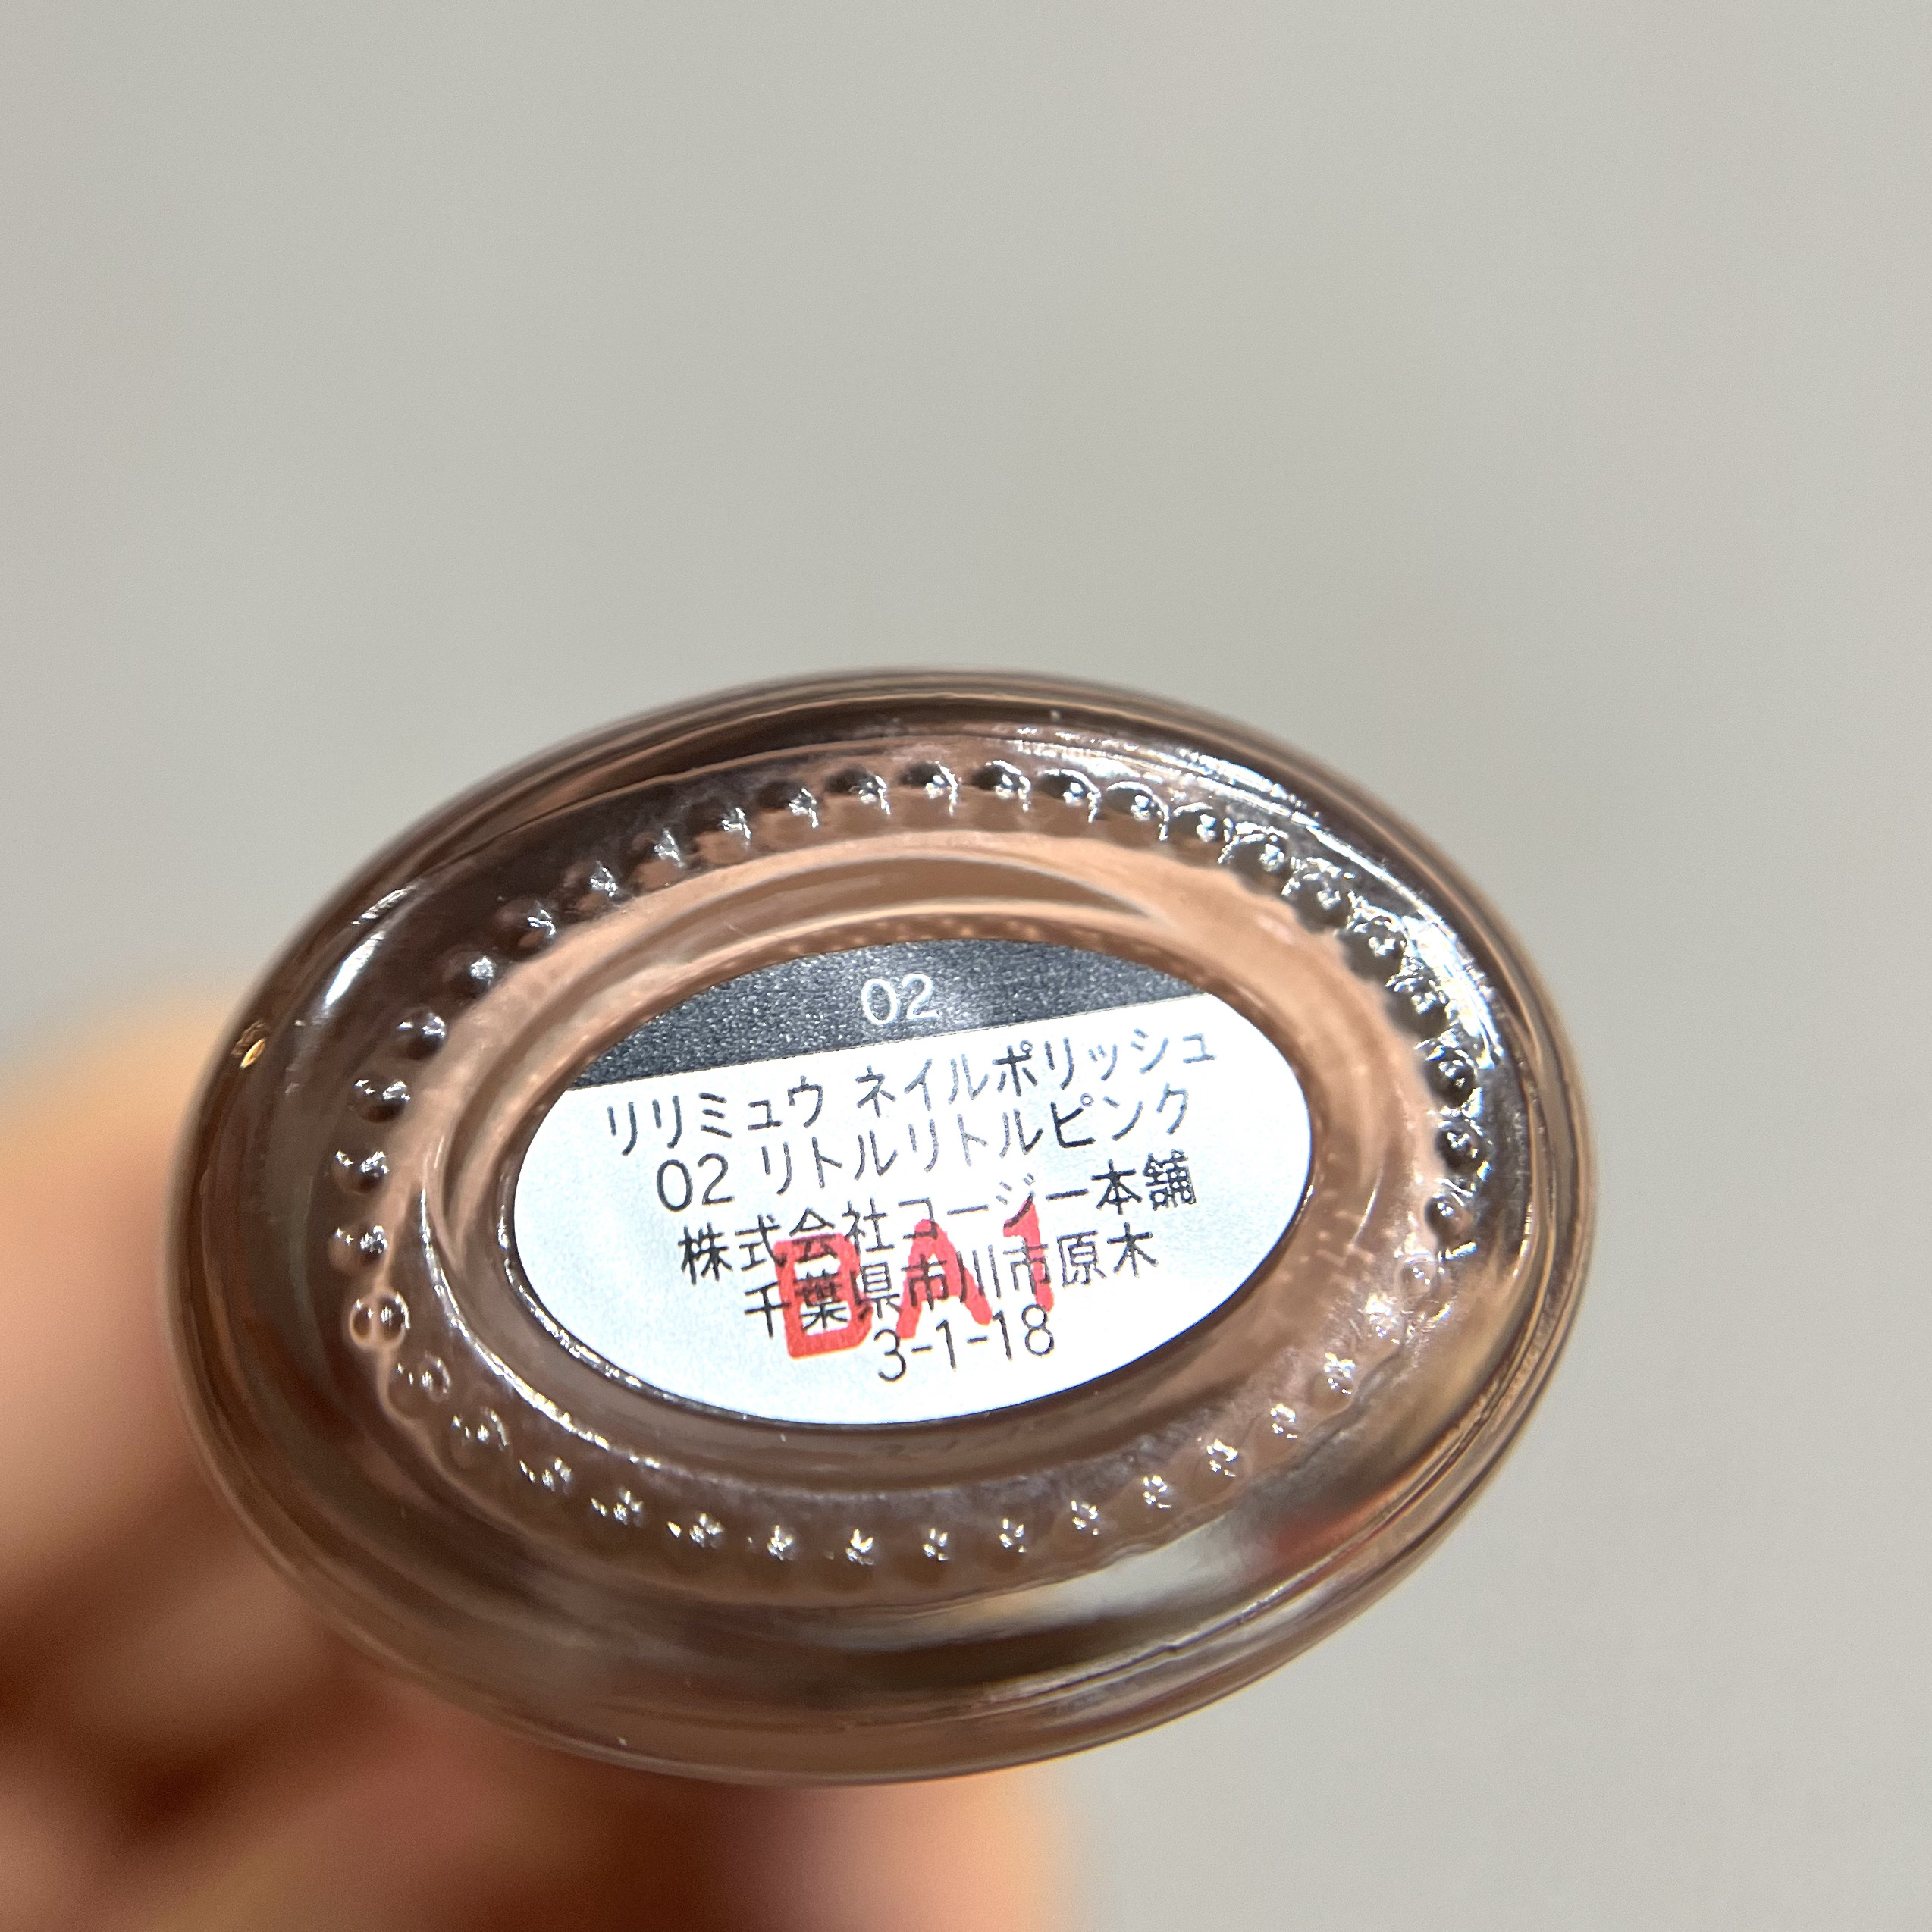 02
リリミュウ ネイルポリッシュ
02 リトルリトルピンク
株式会社コージー本舗
千葉県市川市原木
3-1-18
BA1